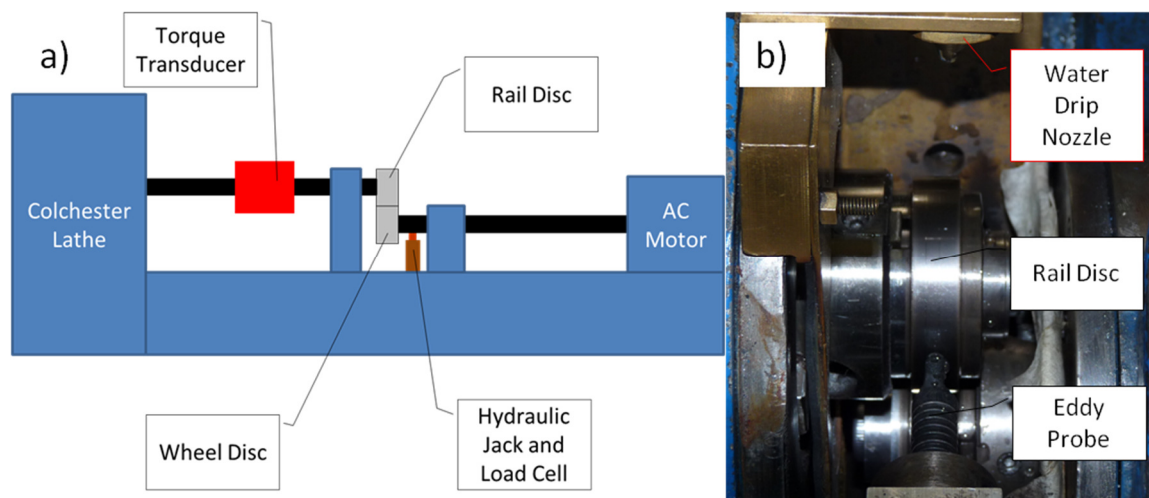 a)
Torque
Transducer
Rail Disc
Colchester
Lathe
AC
Motor
Wheel Disc
Hydraulic
Jack and
Load Cell
b)
Water
Drip
Nozzle
Rail Disc
Eddy
Probe